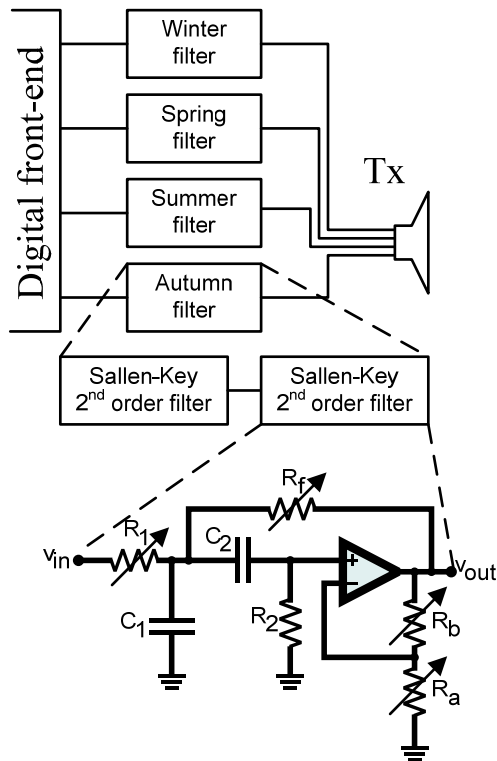 Digital front-end
Winter
filter
Spring
filter
Summer
filter
Autumn
filter
Tx
Sallen-Key
2nd order filter
Sallen-Key
2nd order filter
Rf
R1
C2
vin
+
−
vout
C1
R2
Rb
Ra